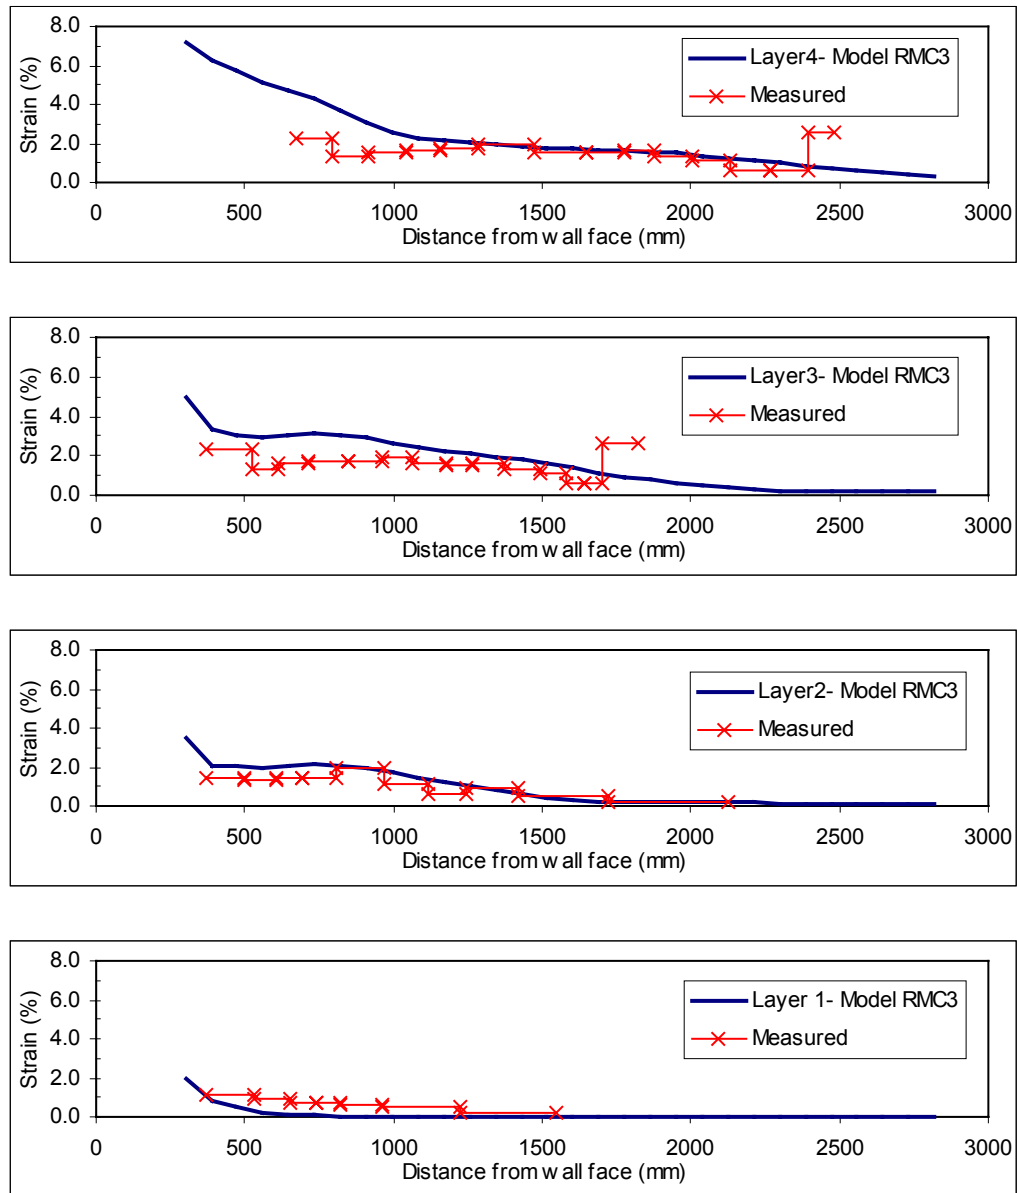 8.0
6.0
4.0
2.0
0.0
Strain (%)
Layer4- Model RMC3
Measured
0 500 1000 1500 2000 2500 3000
Distance from wall face (mm)
8.0
6.0
4.0
2.0
0.0
Strain (%)
Layer3- Model RMC3
Measured
0 500 1000 1500 2000 2500 3000
Distance from wall face (mm)
8.0
6.0
4.0
2.0
0.0
Strain (%)
Layer2- Model RMC3
Measured
0 500 1000 1500 2000 2500 3000
Distance from wall face (mm)
8.0
6.0
4.0
2.0
0.0
Strain (%)
Layer 1- Model RMC3
Measured
0 500 1000 1500 2000 2500 3000
Distance from wall face (mm)